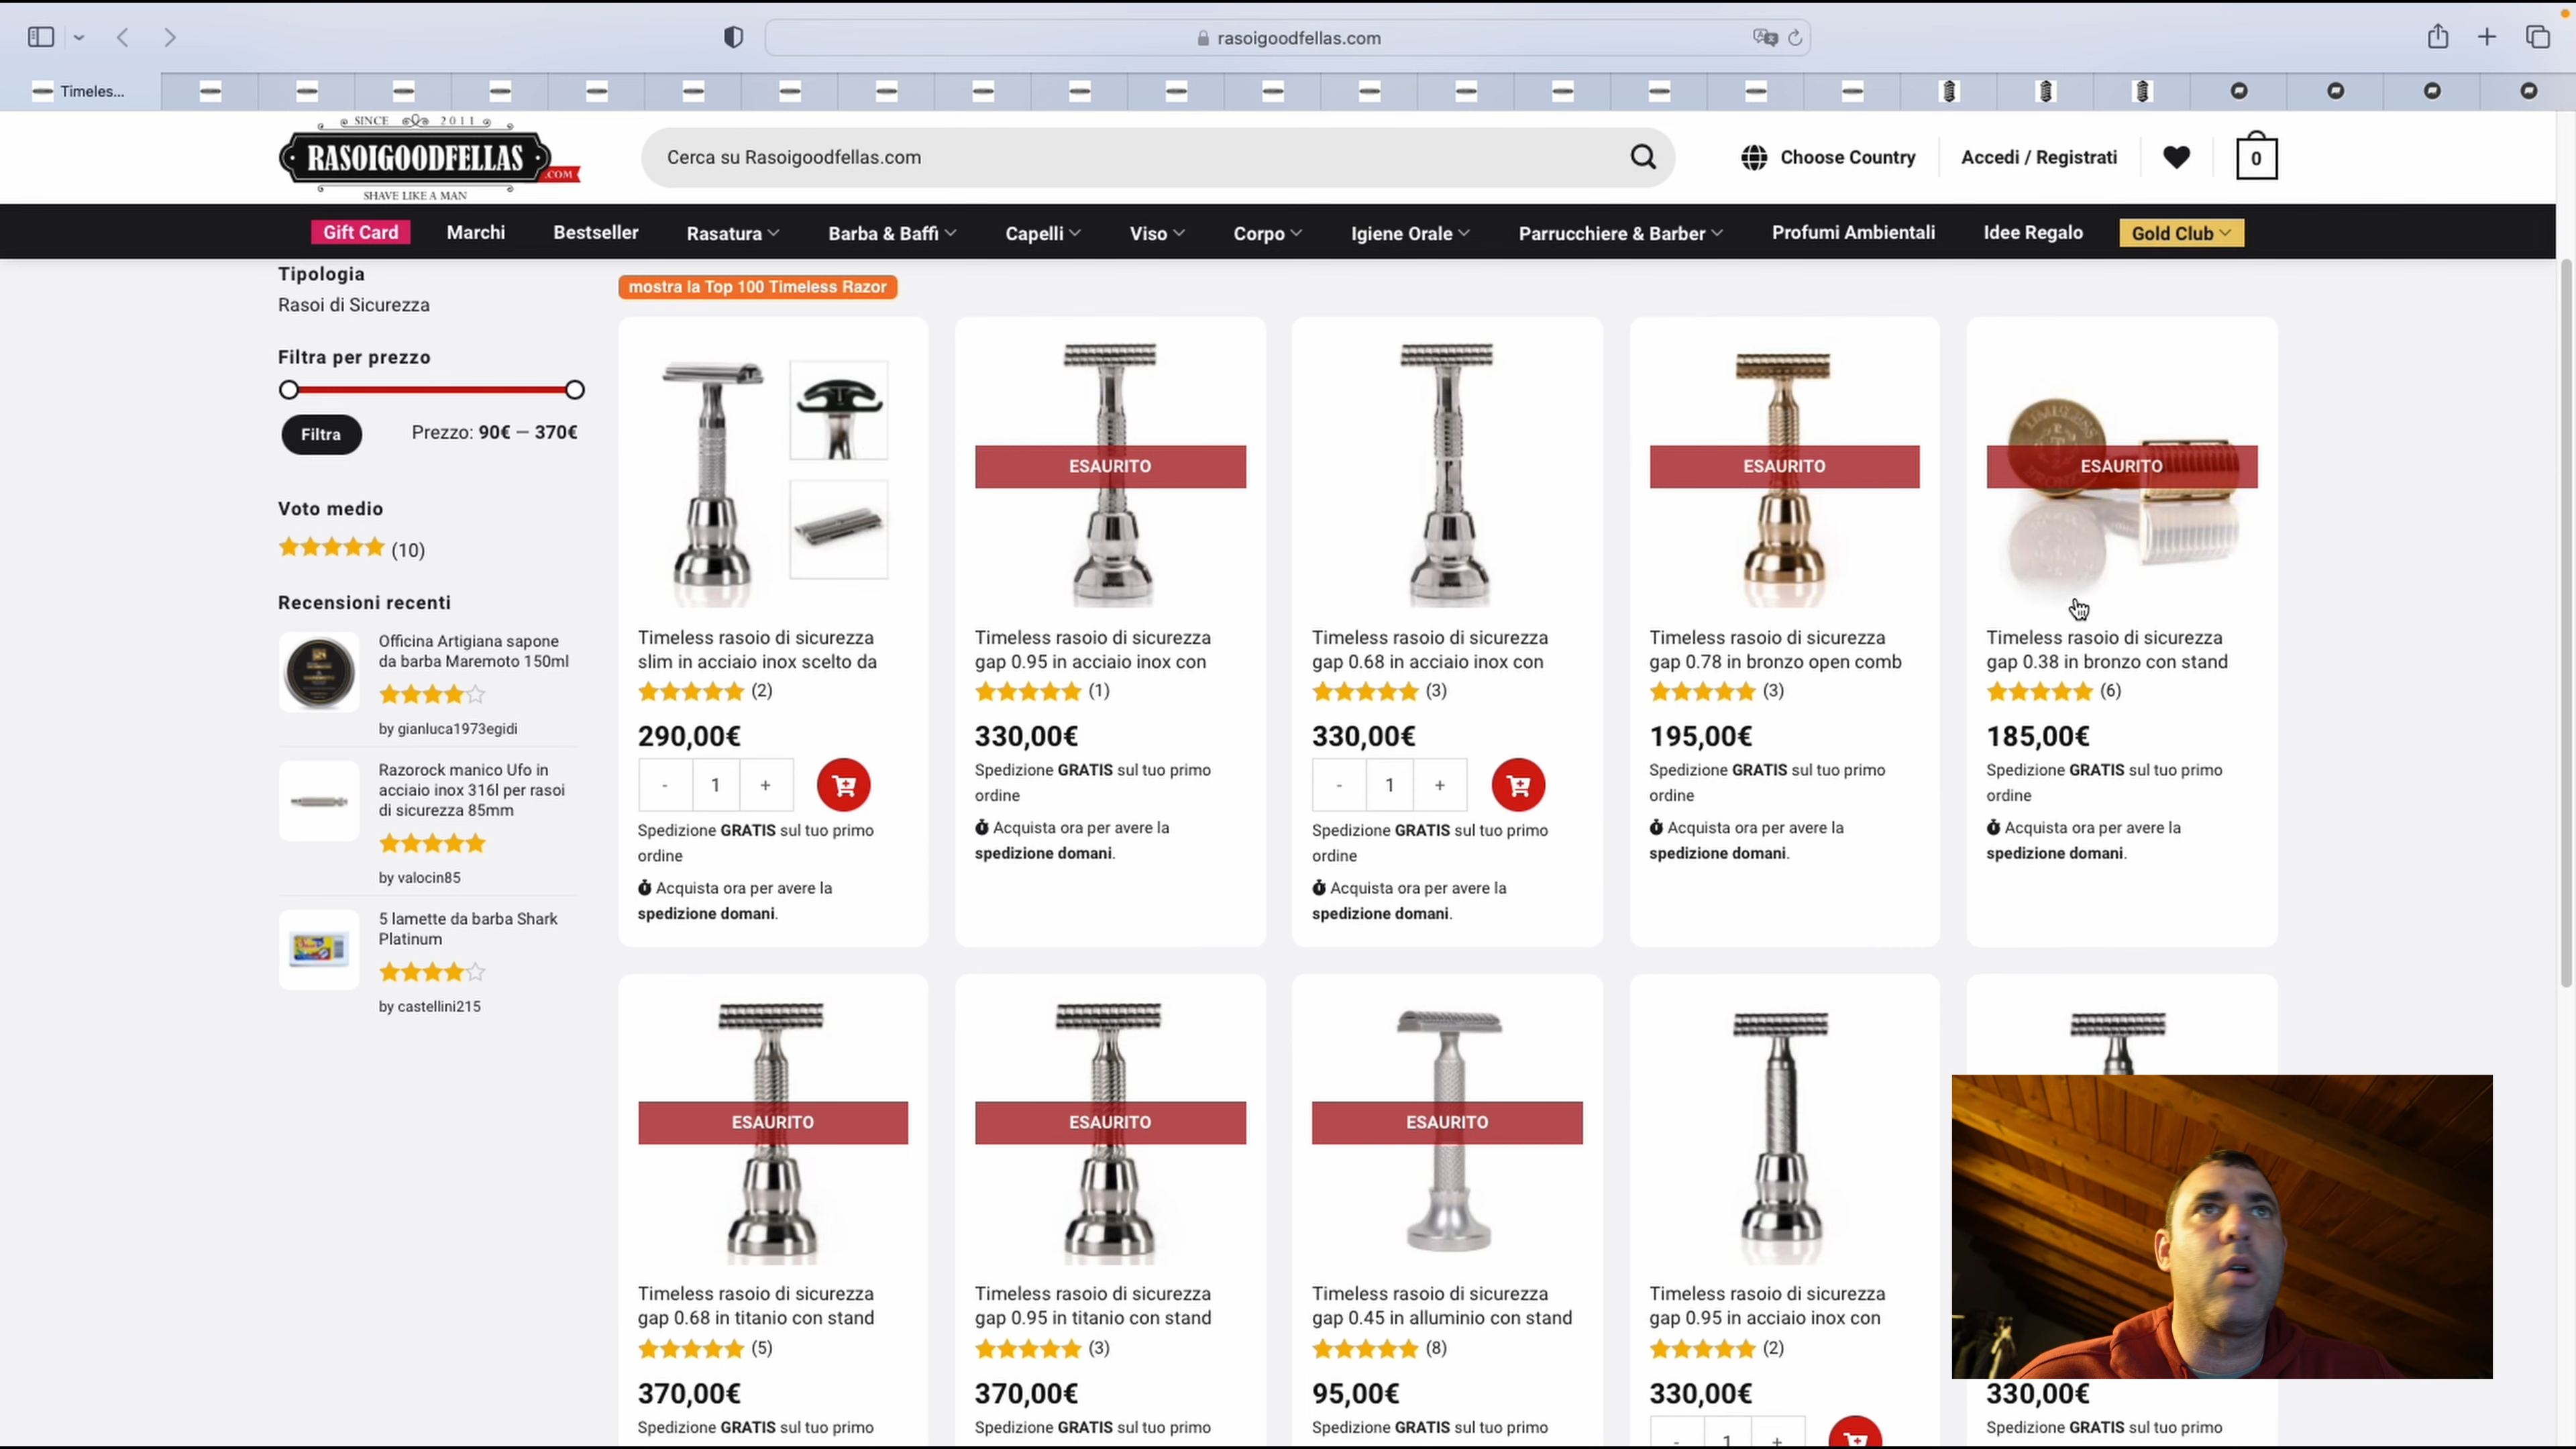 rasoigoodfellas.com
Timeles...
SINCE 2011
RASOIGOODFELLAS
.COM
SHAVE LIKE A MAN
Cerca su Rasoigoodfellas.com
Choose Country
Accedi / Registrati
0
Gift Card Marchi Bestseller Rasatura Barba & Baffi Capelli Viso Corpo Igiene Orale Parrucchiere & Barber Profumi Ambientali Idee Regalo Gold Club
Tipologia
Rasoi di Sicurezza
Filtra per prezzo
Filtra
Prezzo: 90€ — 370€
Voto medio
(10)
Recensioni recenti
Officina Artigiana sapone
da barba Maremoto 150ml
by gianluca1973egidi
Razorock manico Ufo in
acciaio inox 316l per rasoi
di sicurezza 85mm
by valocin85
5 lamette da barba Shark
Platinum
by castellini215
mostra la Top 100 Timeless Razor
Timeless rasoio di sicurezza
slim in acciaio inox scelto da
(2)
290,00€
- 1 +
Spedizione GRATIS sul tuo primo
ordine
Acquista ora per avere la
spedizione domani.
ESAURITO
Timeless rasoio di sicurezza
gap 0.95 in acciaio inox con
(1)
330,00€
Spedizione GRATIS sul tuo primo
ordine
Acquista ora per avere la
spedizione domani.
Timeless rasoio di sicurezza
gap 0.68 in acciaio inox con
(3)
330,00€
- 1 +
Spedizione GRATIS sul tuo primo
ordine
Acquista ora per avere la
spedizione domani.
ESAURITO
Timeless rasoio di sicurezza
gap 0.78 in bronzo open comb
(3)
195,00€
Spedizione GRATIS sul tuo primo
ordine
Acquista ora per avere la
spedizione domani.
TIMELESS
ESAURITO
Timeless rasoio di sicurezza
gap 0.38 in bronzo con stand
(6)
185,00€
Spedizione GRATIS sul tuo primo
ordine
Acquista ora per avere la
spedizione domani.
ESAURITO
Timeless rasoio di sicurezza
gap 0.68 in titanio con stand
(5)
370,00€
Spedizione GRATIS sul tuo primo
ESAURITO
Timeless rasoio di sicurezza
gap 0.95 in titanio con stand
(3)
370,00€
Spedizione GRATIS sul tuo primo
ESAURITO
Timeless rasoio di sicurezza
gap 0.45 in alluminio con stand
(8)
95,00€
Spedizione GRATIS sul tuo primo
Timeless rasoio di sicurezza
gap 0.95 in acciaio inox con
(2)
330,00€
- 1 +
330,00€
Spedizione GRATIS sul tuo primo